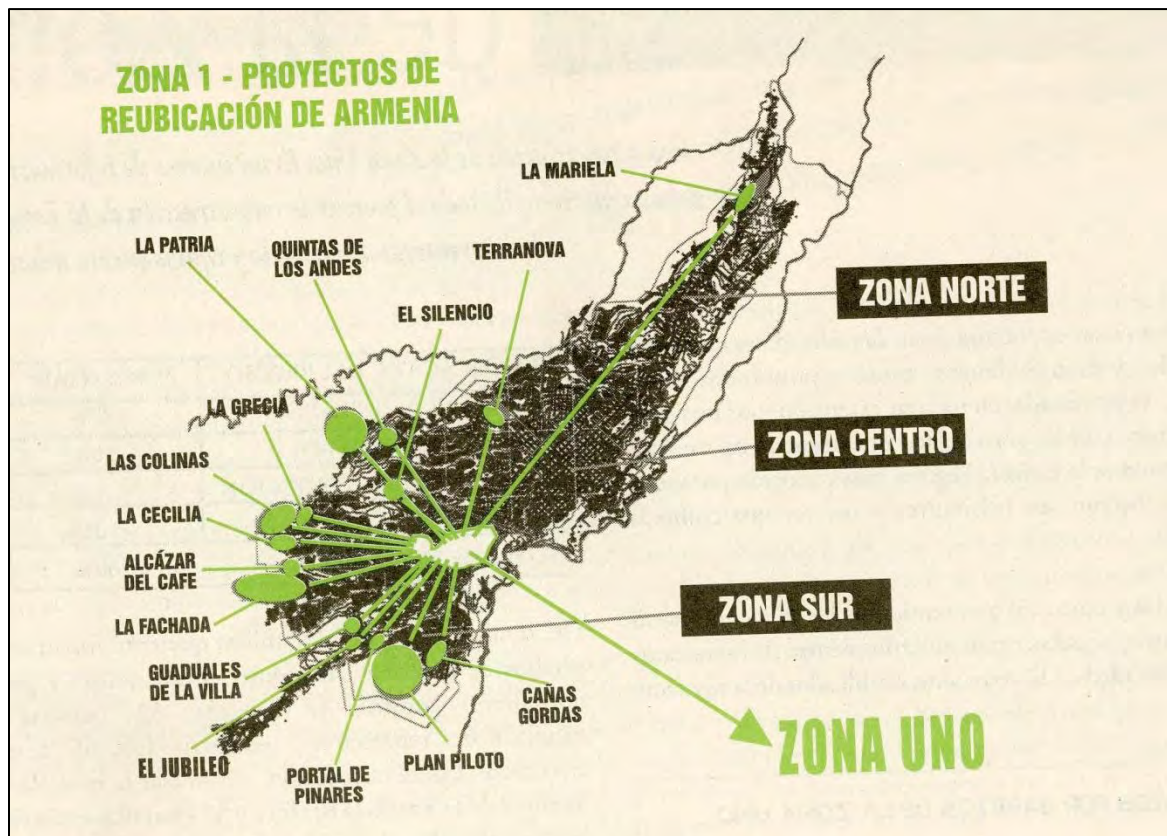 ZONA 1 - PROYECTOS DE
REUBICACIÓN DE ARMENIA
LA MARIELA
LA PATRIA
QUINTAS DE
LOS ANDES
TERRANOVA
EL SILENCIO
ZONA NORTE
LA GRECIA
ZONA CENTRO
LAS COLINAS
LA CECILIA
ALCÁZAR
DEL CAFE
LA FACHADA
ZONA SUR
GUADUALES
DE LA VILLA
CAÑAS
GORDAS
EL JUBILEO
PORTAL DE
PINARES
PLAN PILOTO
ZONA UNO